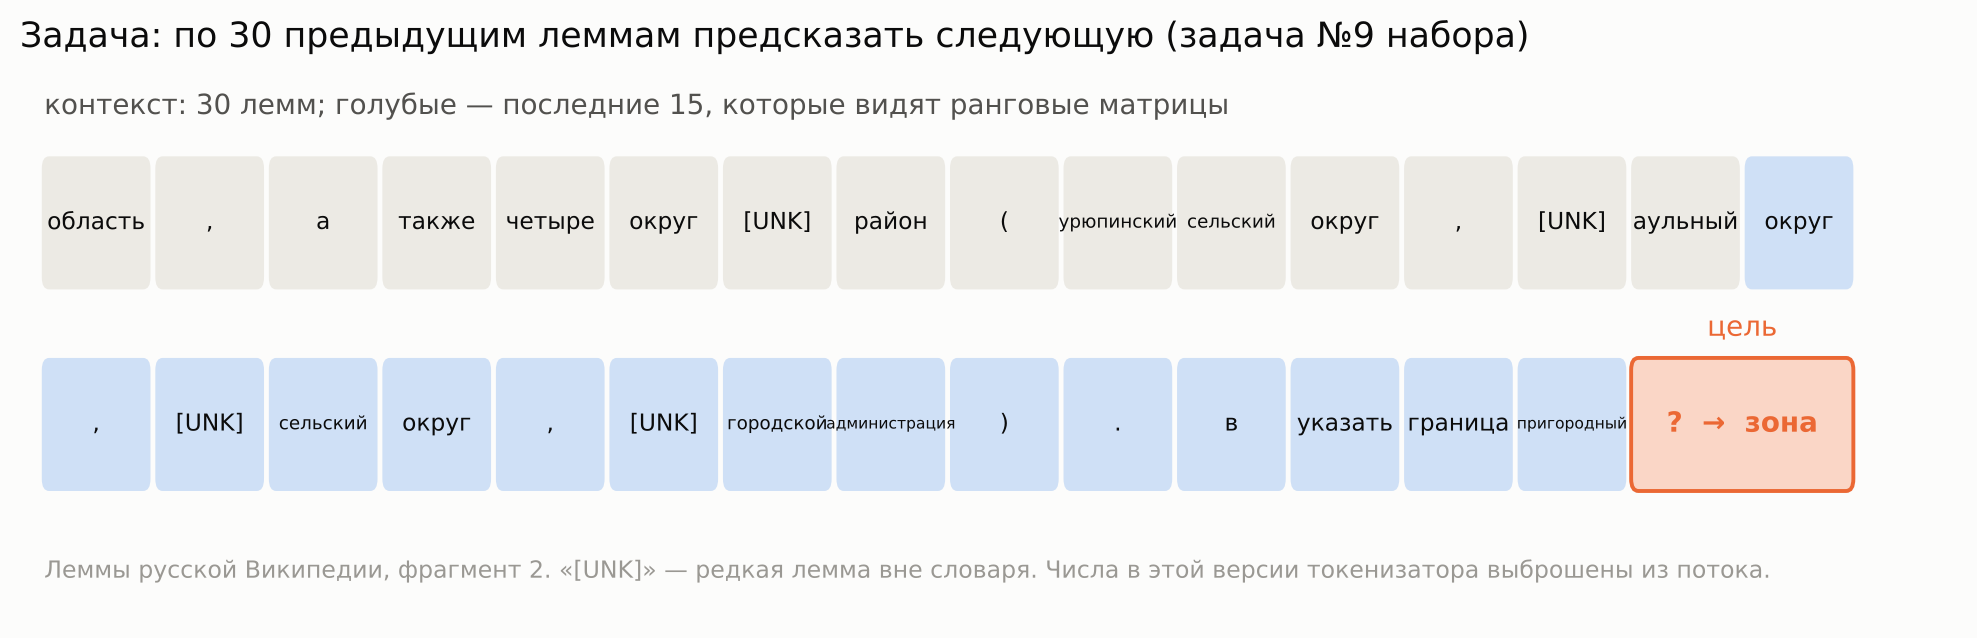 Задача: по 30 предыдущим леммам предсказать следующую (задача №9 набора)
контекст: 30 лемм; голубые — последние 15, которые видят ранговые матрицы
область , а также четыре округ [UNK] район ( урюпинский сельский округ , [UNK] аульный округ
цель
, [UNK] сельский округ , [UNK] городской администрация ) . в указать граница пригородный ? → зона
Леммы русской Википедии, фрагмент 2. «[UNK]» — редкая лемма вне словаря. Числа в этой версии токенизатора выброшены из потока.